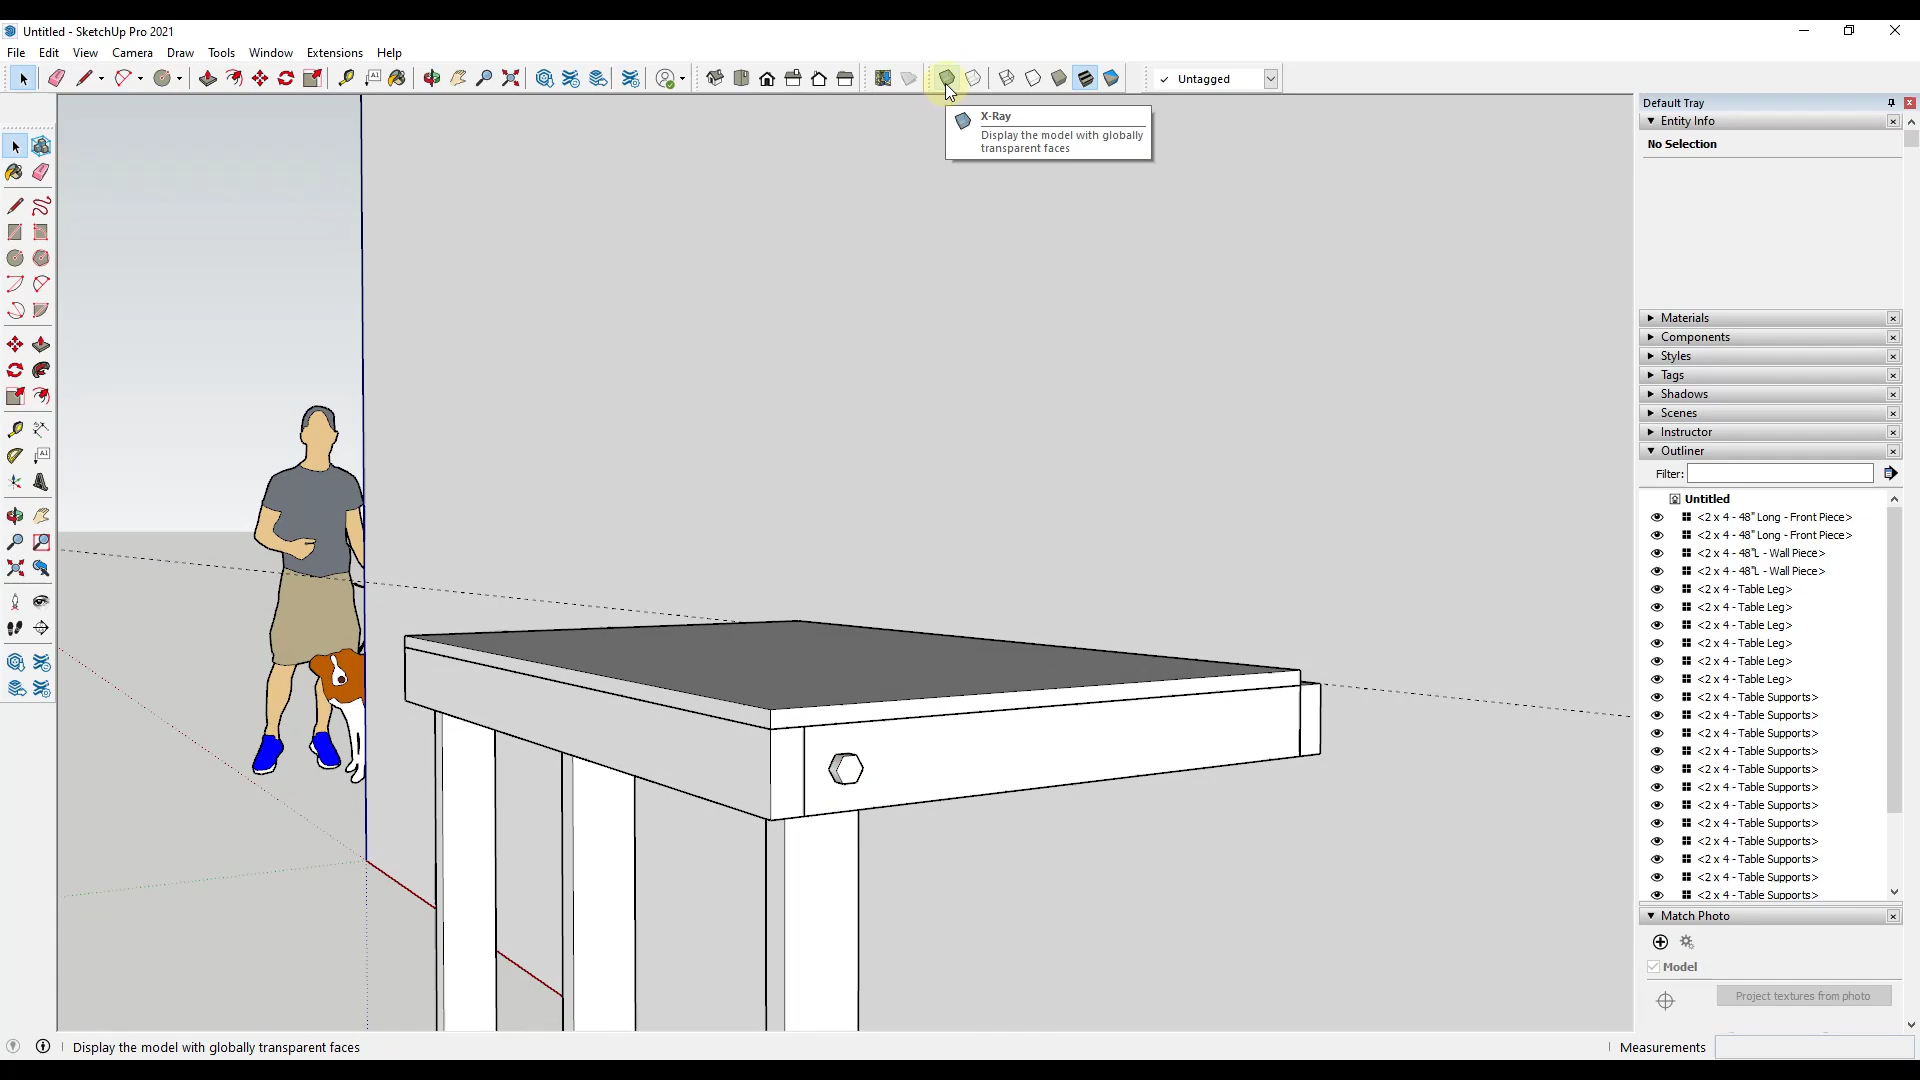 Untitled - SketchUp Pro 2021
File Edit View Camera Draw Tools Window Extensions Help
Untagged
X-Ray
Display the model with globally
transparent faces
Default Tray
Entity Info
No Selection
Materials
Components
Styles
Tags
Shadows
Scenes
Instructor
Outliner
Filter:
Untitled
<2 x 4 - 48" Long - Front Piece>
<2 x 4 - 48" Long - Front Piece>
<2 x 4 - 48"L - Wall Piece>
<2 x 4 - 48"L - Wall Piece>
<2 x 4 - Table Leg>
<2 x 4 - Table Leg>
<2 x 4 - Table Leg>
<2 x 4 - Table Leg>
<2 x 4 - Table Leg>
<2 x 4 - Table Leg>
<2 x 4 - Table Supports>
<2 x 4 - Table Supports>
<2 x 4 - Table Supports>
<2 x 4 - Table Supports>
<2 x 4 - Table Supports>
<2 x 4 - Table Supports>
<2 x 4 - Table Supports>
<2 x 4 - Table Supports>
<2 x 4 - Table Supports>
<2 x 4 - Table Supports>
<2 x 4 - Table Supports>
<2 x 4 - Table Supports>
Match Photo
Model
Project textures from photo
Display the model with globally transparent faces
Measurements